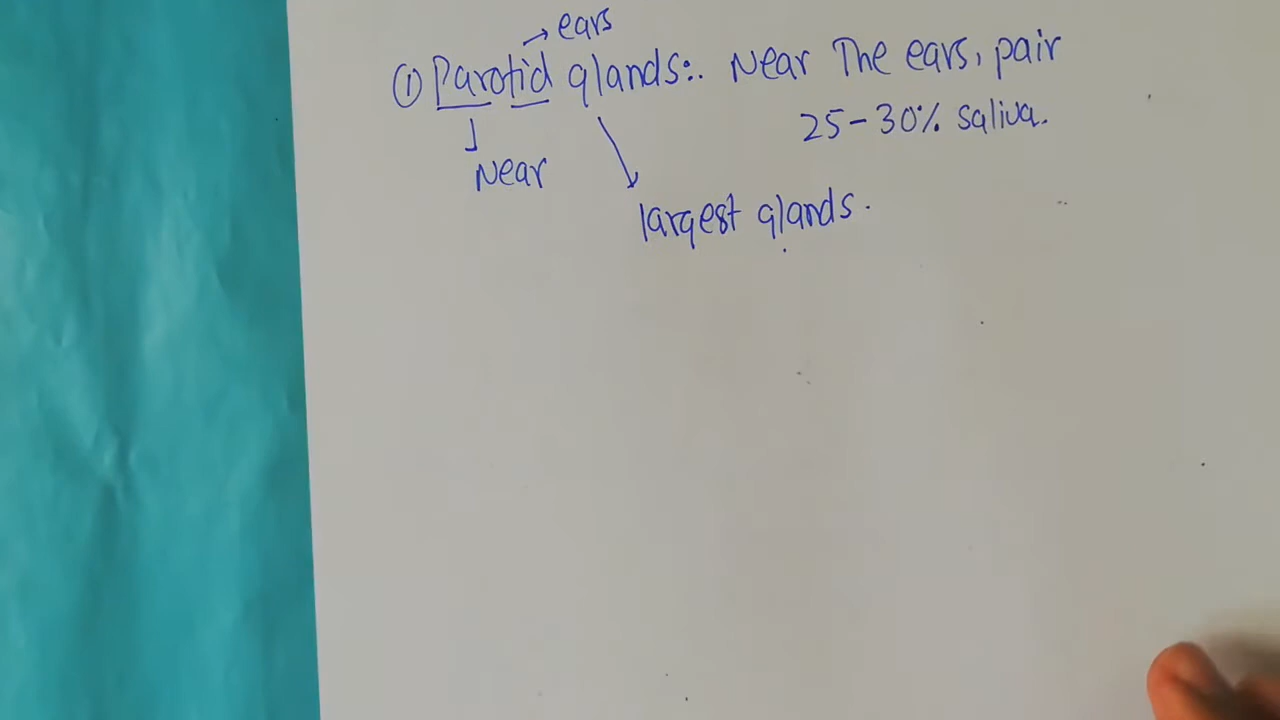 → ears
① Parotid glands:. Near The ears, pair
25-30% saliva.
Near
largest glands.